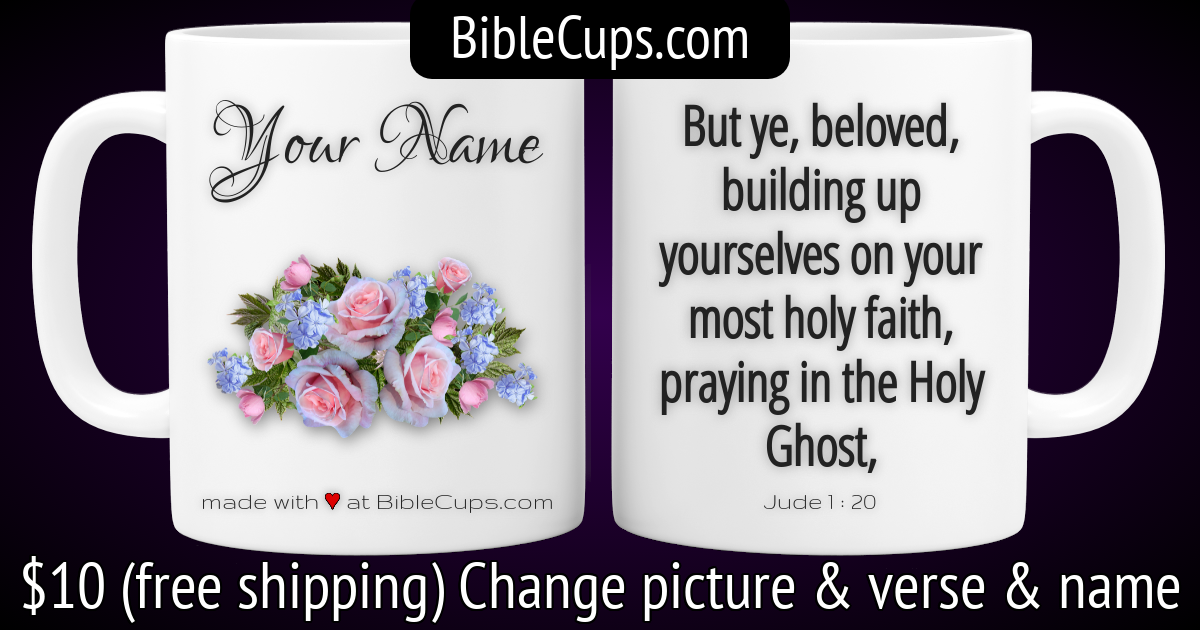 BibleCups.com
Your Name
made with ♥ at BibleCups.com
But ye, beloved,
building up
yourselves on your
most holy faith,
praying in the Holy
Ghost,
Jude 1 : 20
$10 (free shipping) Change picture & verse & name